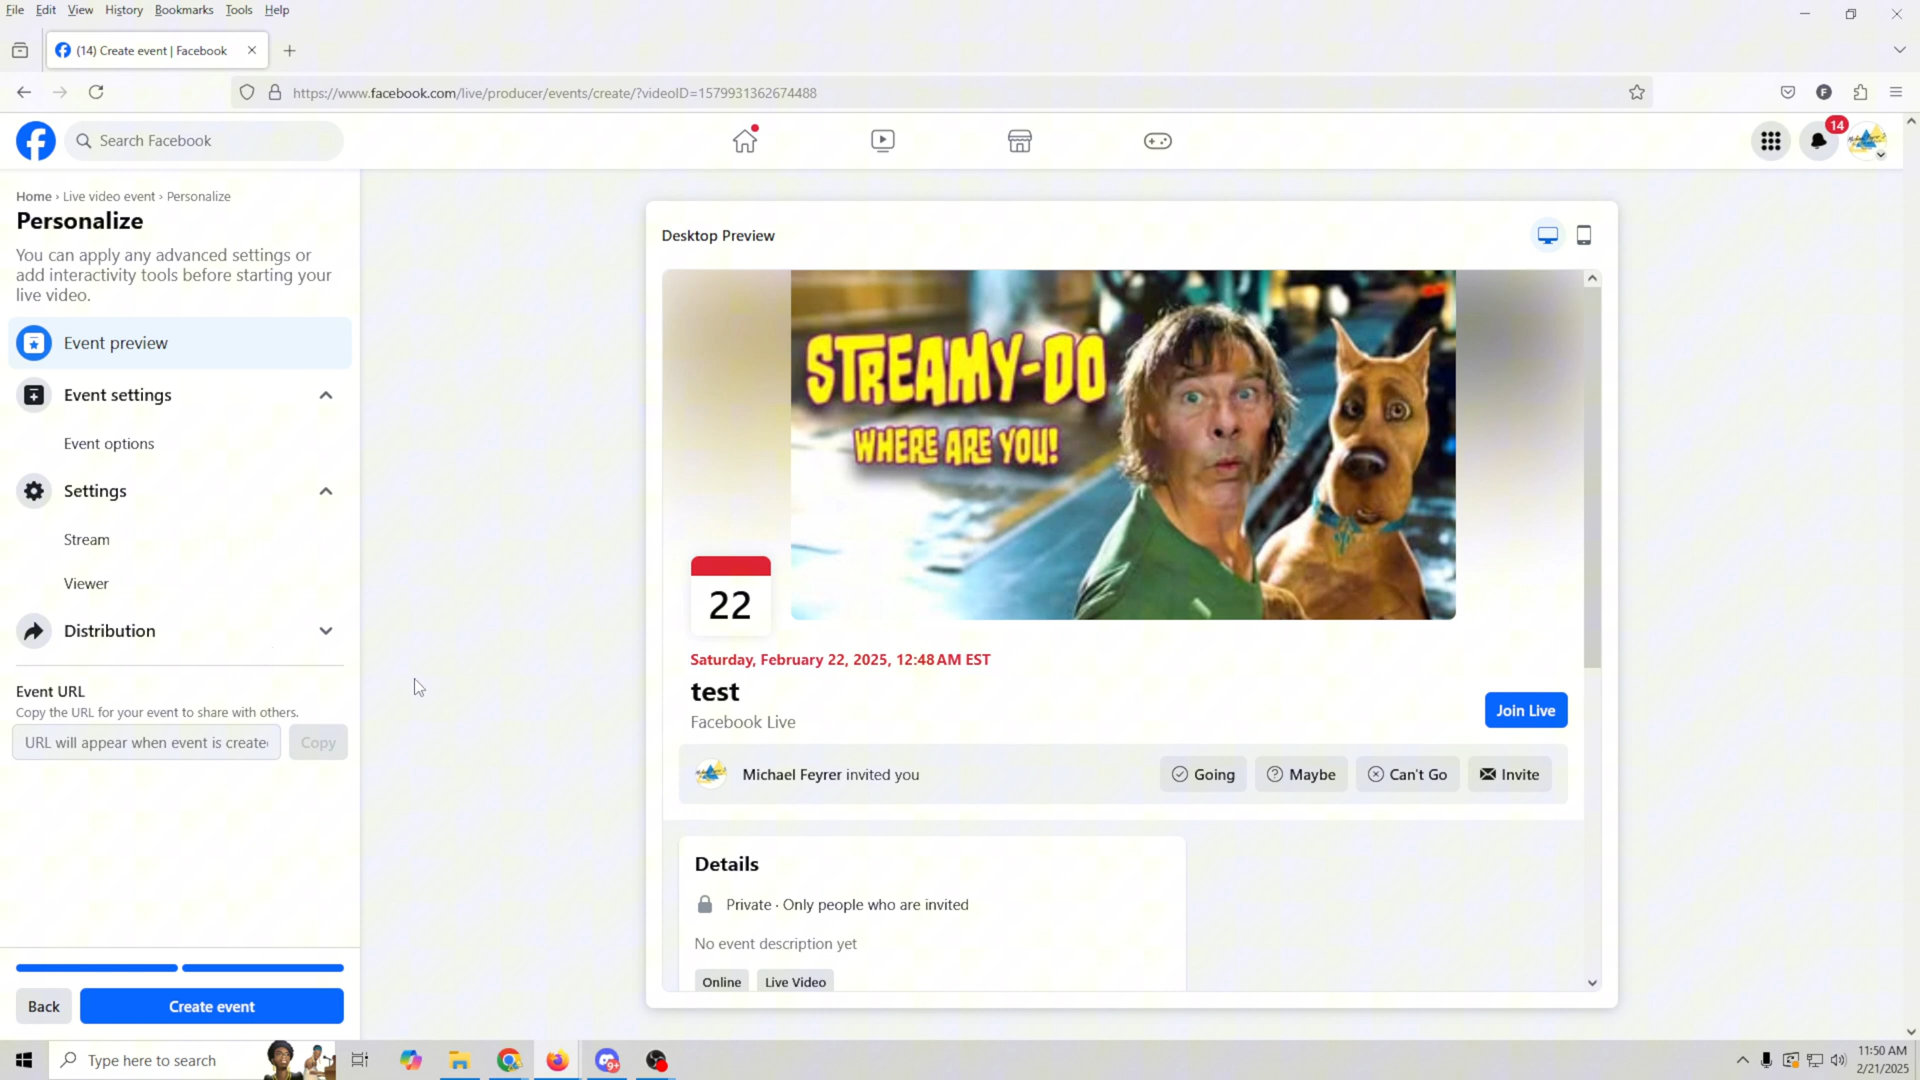 File Edit View History Bookmarks Tools Help
(14) Create event | Facebook
https://www.facebook.com/live/producer/events/create/?videoID=1579931362674488
Search Facebook
14
Home › Live video event › Personalize
Personalize
You can apply any advanced settings or
add interactivity tools before starting your
live video.
Event preview
Event settings
Event options
Settings
Stream
Viewer
Distribution
Event URL
Copy the URL for your event to share with others.
URL will appear when event is create
Copy
Back
Create event
Desktop Preview
STREAMY-DO
WHERE ARE YOU!
22
Saturday, February 22, 2025, 12:48 AM EST
test
Facebook Live
Join Live
Michael Feyrer invited you
Going
Maybe
Can't Go
Invite
Details
Private · Only people who are invited
No event description yet
Online
Live Video
Type here to search
9+
11:50 AM
2/21/2025